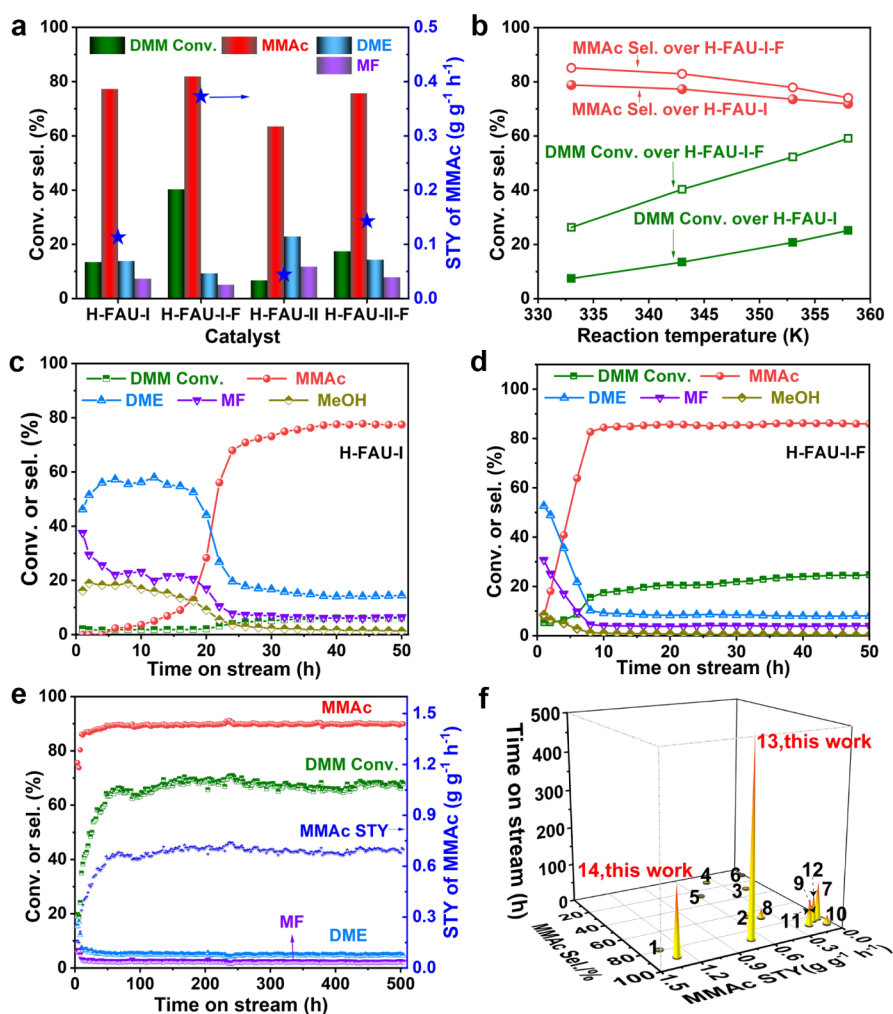 a
DMM Conv. MMAc DME
MF
Conv. or sel. (%)
100
80
60
40
20
0
0.5
0.4
0.3
0.2
0.1
0.0
STY of MMAc (g g⁻¹ h⁻¹)
H-FAU-I H-FAU-I-F H-FAU-II H-FAU-II-F
Catalyst
b
MMAc Sel. over H-FAU-I-F
MMAc Sel. over H-FAU-I
DMM Conv. over H-FAU-I-F
DMM Conv. over H-FAU-I
Conv. or sel. (%)
100
80
60
40
20
0
330 335 340 345 350 355 360
Reaction temperature (K)
c
DMM Conv. MMAc
DME MF MeOH
H-FAU-I
Conv. or sel. (%)
100
80
60
40
20
0
0 10 20 30 40 50
Time on stream (h)
d
DMM Conv. MMAc
DME MF MeOH
H-FAU-I-F
Conv. or sel. (%)
100
80
60
40
20
0
0 10 20 30 40 50
Time on stream (h)
e
MMAc
DMM Conv.
MMAc STY
MF
DME
Conv. or sel. (%)
100
80
60
40
20
0
1.5
1.2
0.9
0.6
0.3
0.0
STY of MMAc (g g⁻¹ h⁻¹)
0 100 200 300 400 500
Time on stream (h)
f
Time on stream (h)
500
400
300
200
100
0
13,this work
14,this work
4
6
5
3
9
12
7
2
8
11
10
1
20
40
60
80
100
MMAc Sel./%
1.5
1.2
0.9
0.6
0.3
0.0
MMAc STY(g g⁻¹ h⁻¹)